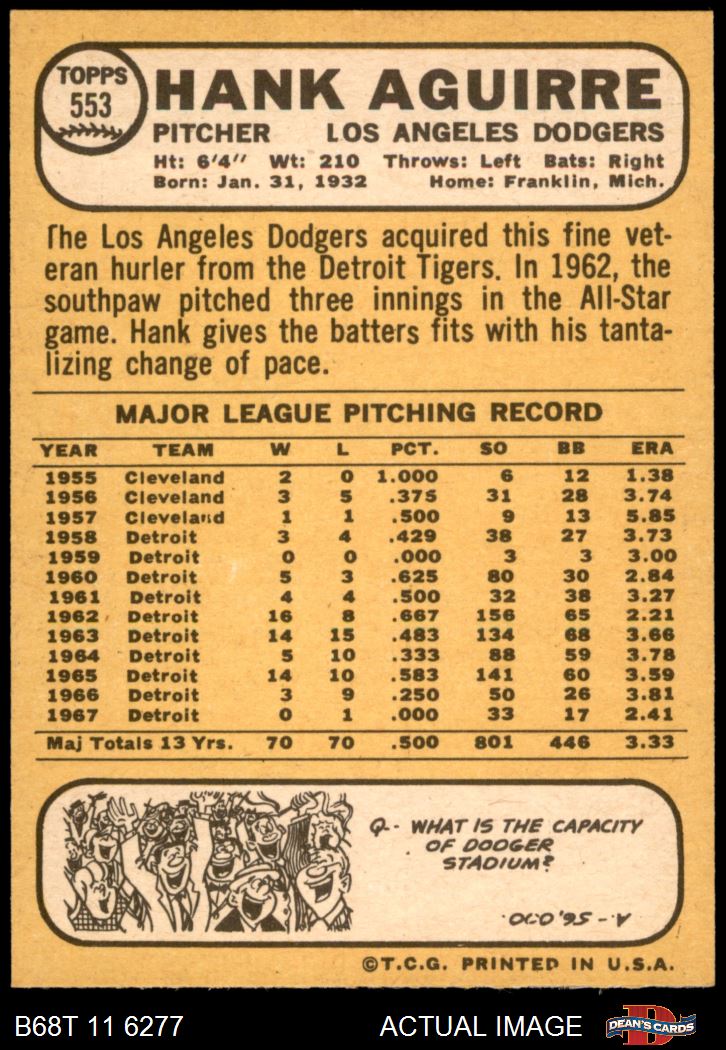 TOPPS
553
HANK AGUIRRE
PITCHER LOS ANGELES DODGERS
Ht: 6'4" Wt: 210 Throws: Left Bats: Right
Born: Jan. 31, 1932 Home: Franklin, Mich.
The Los Angeles Dodgers acquired this fine vet-
eran hurler from the Detroit Tigers. In 1962, the
southpaw pitched three innings in the All-Star
game. Hank gives the batters fits with his tanta-
lizing change of pace.
MAJOR LEAGUE PITCHING RECORD
YEAR TEAM W L PCT. SO BB ERA
1955 Cleveland 2 0 1.000 6 12 1.38
1956 Cleveland 3 5 .375 31 28 3.74
1957 Cleveland 1 1 .500 9 13 5.85
1958 Detroit 3 4 .429 38 27 3.73
1959 Detroit 0 0 .000 3 3 3.00
1960 Detroit 5 3 .625 80 30 2.84
1961 Detroit 4 4 .500 32 38 3.27
1962 Detroit 16 8 .667 156 65 2.21
1963 Detroit 14 15 .483 134 68 3.66
1964 Detroit 5 10 .333 88 59 3.78
1965 Detroit 14 10 .583 141 60 3.59
1966 Detroit 3 9 .250 50 26 3.81
1967 Detroit 0 1 .000 33 17 2.41
Maj Totals 13 Yrs. 70 70 .500 801 446 3.33
Q-- WHAT IS THE CAPACITY
OF DODGER
STADIUM?
A - 56,000.
©T.C.G. PRINTED IN U.S.A.
B68T 11 6277 ACTUAL IMAGE
D
DEAN'S CARDS